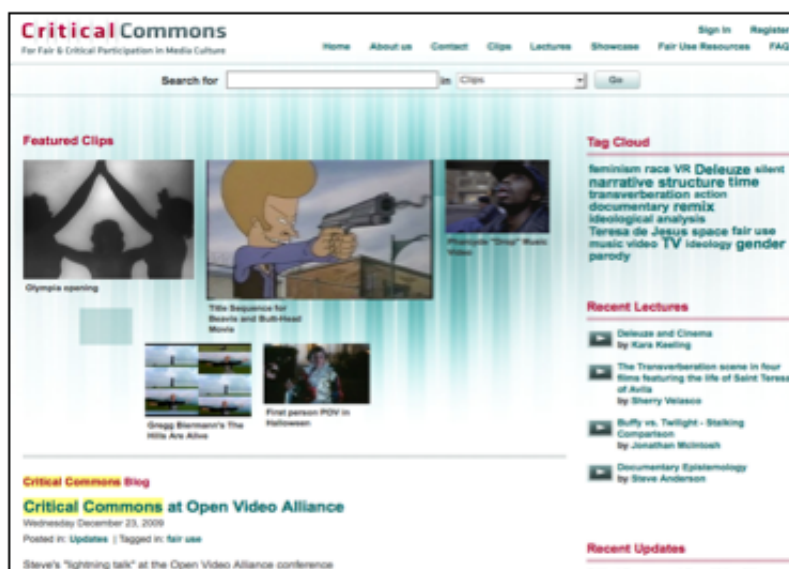 Critical Commons
For Fair & Critical Participation in Media Culture
Sign In Register
Home About us Contact Clips Lectures Showcase Fair Use Resources FAQ
Search for in Clips Go
Featured Clips
Olympia opening
Title Sequence for
Beavis and Butt-Head
Movie
Pharcyde "Drop" Music
Video
Gregg Biermann's The
Hills Are Alive
First person POV in
Halloween
Critical Commons Blog
Critical Commons at Open Video Alliance
Wednesday December 23, 2009
Posted in: Updates | Tagged in: fair use
Steve's "lightning talk" at the Open Video Alliance conference
Tag Cloud
feminism race VR Deleuze silent
narrative structure time
transverberation action
documentary remix
ideological analysis
Teresa de Jesus space fair use
music video TV ideology gender
parody
Recent Lectures
Deleuze and Cinema
by Kara Keeling
The Transverberation scene in four
films featuring the life of Saint Teresa
of Avila
by Sherry Velasco
Buffy vs. Twilight - Stalking
Comparison
by Jonathan McIntosh
Documentary Epistemology
by Steve Anderson
Recent Updates